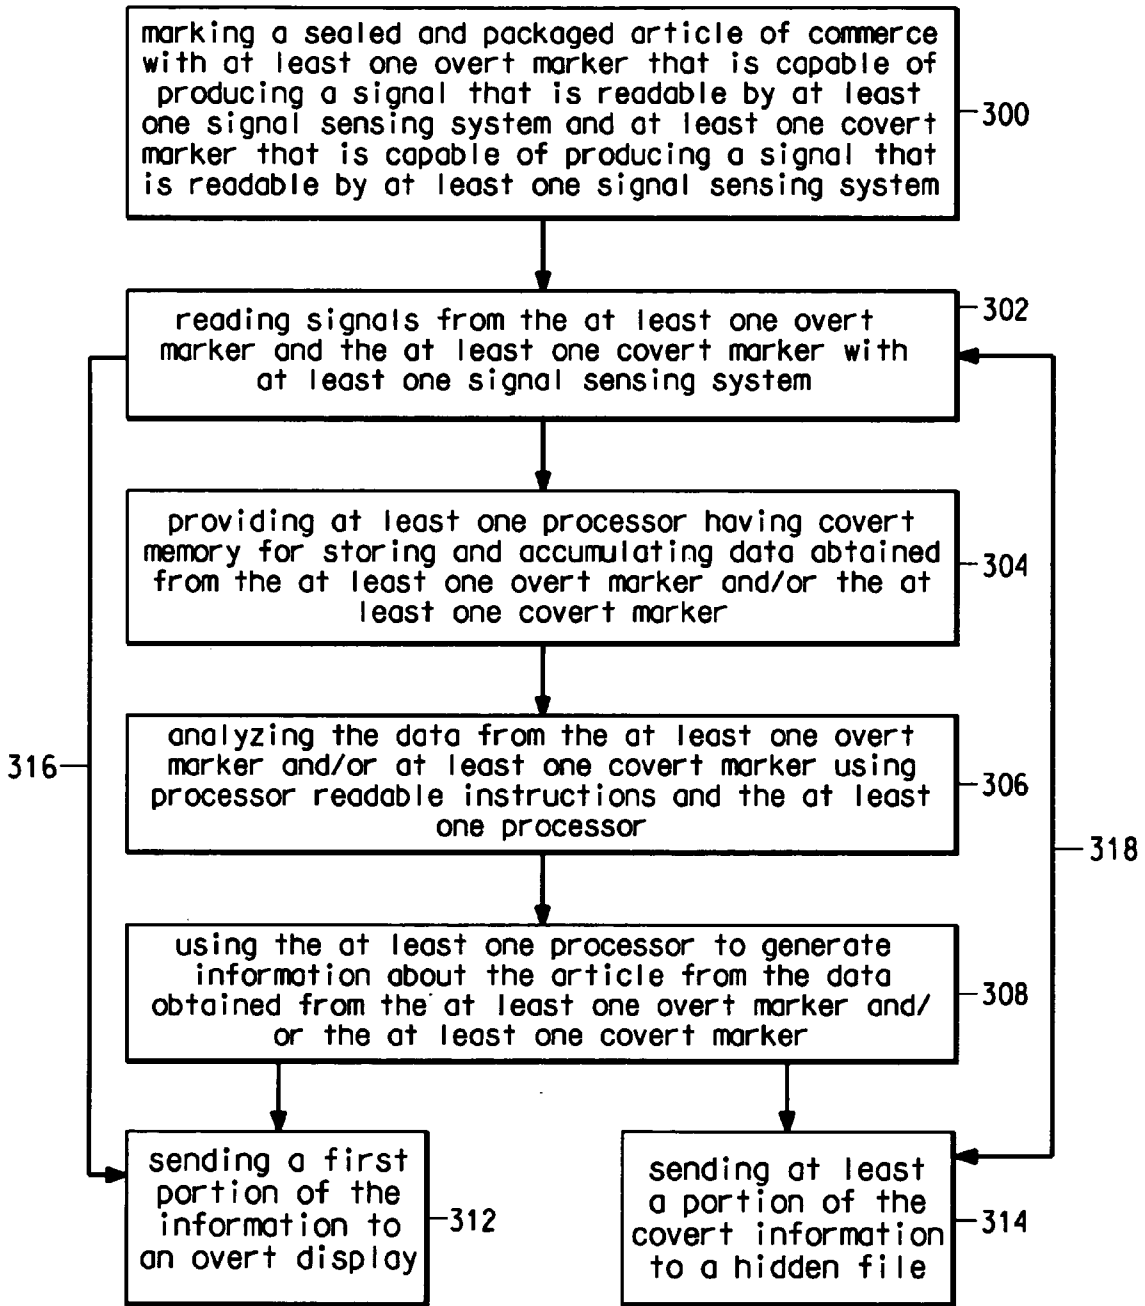 marking a sealed and packaged article of commerce
with at least one overt marker that is capable of
producing a signal that is readable by at least
one signal sensing system and at least one covert
marker that is capable of producing a signal that
is readable by at least one signal sensing system
300
reading signals from the at least one overt
marker and the at least one covert marker with
at least one signal sensing system
302
providing at least one processor having covert
memory for storing and accumulating data obtained
from the at least one overt marker and/or the at
least one covert marker
304
analyzing the data from the at least one overt
marker and/or at least one covert marker using
processor readable instructions and the at least
one processor
306
316
318
using the at least one processor to generate
information about the article from the data
obtained from the at least one overt marker and/
or the at least one covert marker
308
sending a first
portion of the
information to
an overt display
312
sending at least
a portion of the
covert information
to a hidden file
314